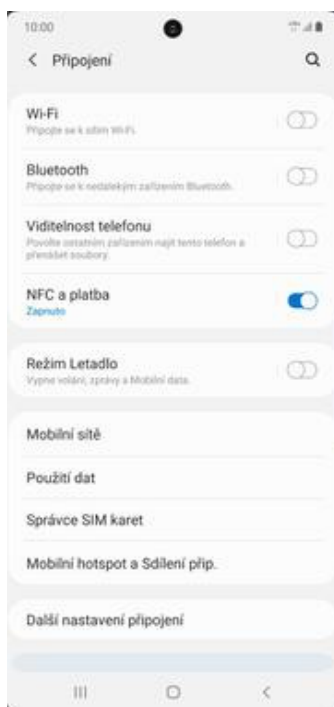 10:00
Připojení
Wi-Fi
Připojte se k sítím Wi-Fi.
Bluetooth
Připojte se k nedalekým zařízením Bluetooth.
Viditelnost telefonu
Povolte ostatním zařízením najít tento telefon a
přenášet soubory.
NFC a platba
Zapnuto
Režim Letadlo
Vypne volání, zprávy a Mobilní data.
Mobilní sítě
Použití dat
Správce SIM karet
Mobilní hotspot a Sdílení přip.
Další nastavení připojení